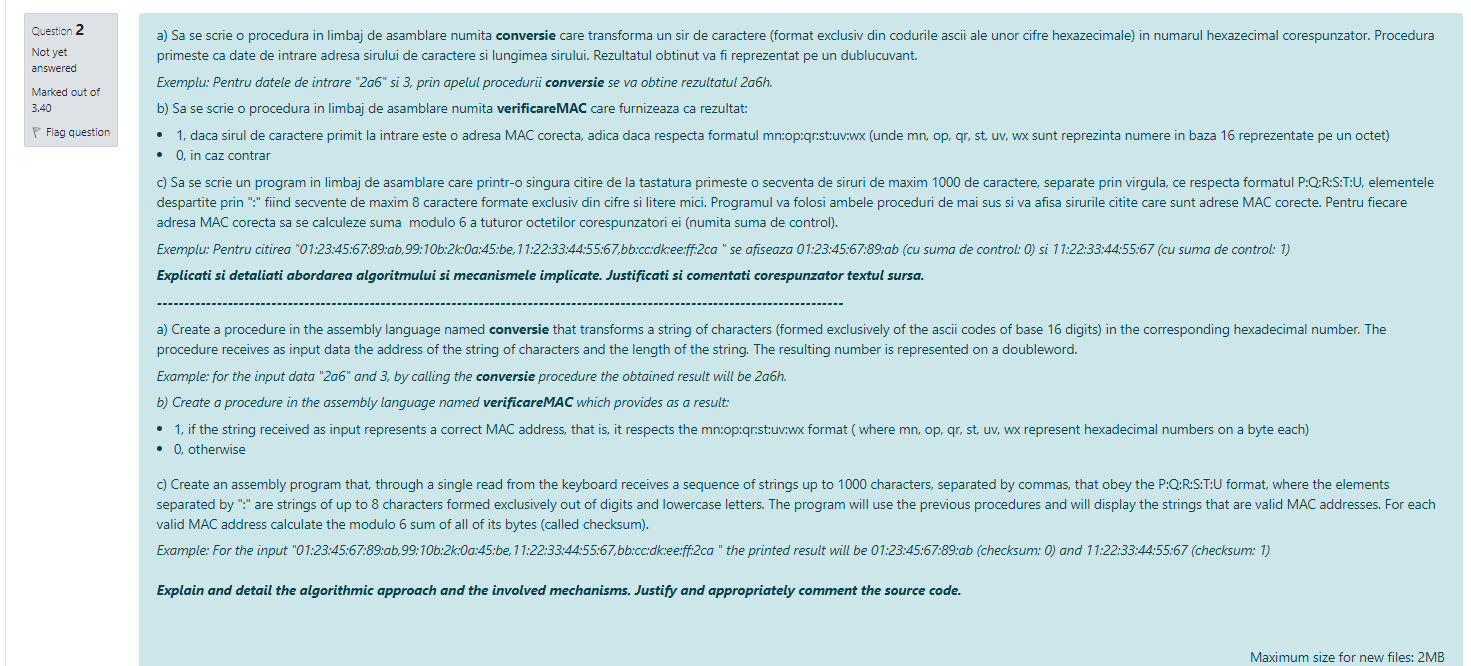 Question 2
Not yet
answered
Marked out of
3.40
Flag question
a) Sa se scrie o procedura in limbaj de asamblare numita conversie care transforma un sir de caractere (format exclusiv din codurile ascii ale unor cifre hexazecimale) in numarul hexazecimal corespunzator. Procedura
primeste ca date de intrare adresa sirului de caractere si lungimea sirului. Rezultatul obtinut va fi reprezentat pe un dublucuvant.
Exemplu: Pentru datele de intrare "2a6" si 3, prin apelul procedurii conversie se va obtine rezultatul 2a6h.
b) Sa se scrie o procedura in limbaj de asamblare numita verificareMAC care furnizeaza ca rezultat:
• 1, daca sirul de caractere primit la intrare este o adresa MAC corecta, adica daca respecta formatul mn:op:qr:st:uv:wx (unde mn, op, qr, st, uv, wx sunt reprezinta numere in baza 16 reprezentate pe un octet)
• 0, in caz contrar
c) Sa se scrie un program in limbaj de asamblare care printr-o singura citire de la tastatura primeste o secventa de siruri de maxim 1000 de caractere, separate prin virgula, ce respecta formatul P:Q:R:S:T:U, elementele
despartite prin ":" fiind secvente de maxim 8 caractere formate exclusiv din cifre si litere mici. Programul va folosi ambele proceduri de mai sus si va afisa sirurile citite care sunt adrese MAC corecte. Pentru fiecare
adresa MAC corecta sa se calculeze suma modulo 6 a tuturor octetilor corespunzatori ei (numita suma de control).
Exemplu: Pentru citirea "01:23:45:67:89:ab,99:10b:2k:0a:45:be,11:22:33:44:55:67,bb:cc:dk:ee:ff:2ca " se afiseaza 01:23:45:67:89:ab (cu suma de control: 0) si 11:22:33:44:55:67 (cu suma de control: 1)
Explicati si detaliati abordarea algoritmului si mecanismele implicate. Justificati si comentati corespunzator textul sursa.
a) Create a procedure in the assembly language named conversie that transforms a string of characters (formed exclusively of the ascii codes of base 16 digits) in the corresponding hexadecimal number. The
procedure receives as input data the address of the string of characters and the length of the string. The resulting number is represented on a doubleword.
Example: for the input data "2a6" and 3, by calling the conversie procedure the obtained result will be 2a6h.
b) Create a procedure in the assembly language named verificareMAC which provides as a result:
• 1, if the string received as input represents a correct MAC address, that is, it respects the mn:op:qr:st:uv:wx format ( where mn, op, qr, st, uv, wx represent hexadecimal numbers on a byte each)
• 0, otherwise
c) Create an assembly program that, through a single read from the keyboard receives a sequence of strings up to 1000 characters, separated by commas, that obey the P:Q:R:S:T:U format, where the elements
separated by ":" are strings of up to 8 characters formed exclusively out of digits and lowercase letters. The program will use the previous procedures and will display the strings that are valid MAC addresses. For each
valid MAC address calculate the modulo 6 sum of all of its bytes (called checksum).
Example: For the input "01:23:45:67:89:ab,99:10b:2k:0a:45:be,11:22:33:44:55:67,bb:cc:dk:ee:ff:2ca " the printed result will be 01:23:45:67:89:ab (checksum: 0) and 11:22:33:44:55:67 (checksum: 1)
Explain and detail the algorithmic approach and the involved mechanisms. Justify and appropriately comment the source code.
Maximum size for new files: 2MB